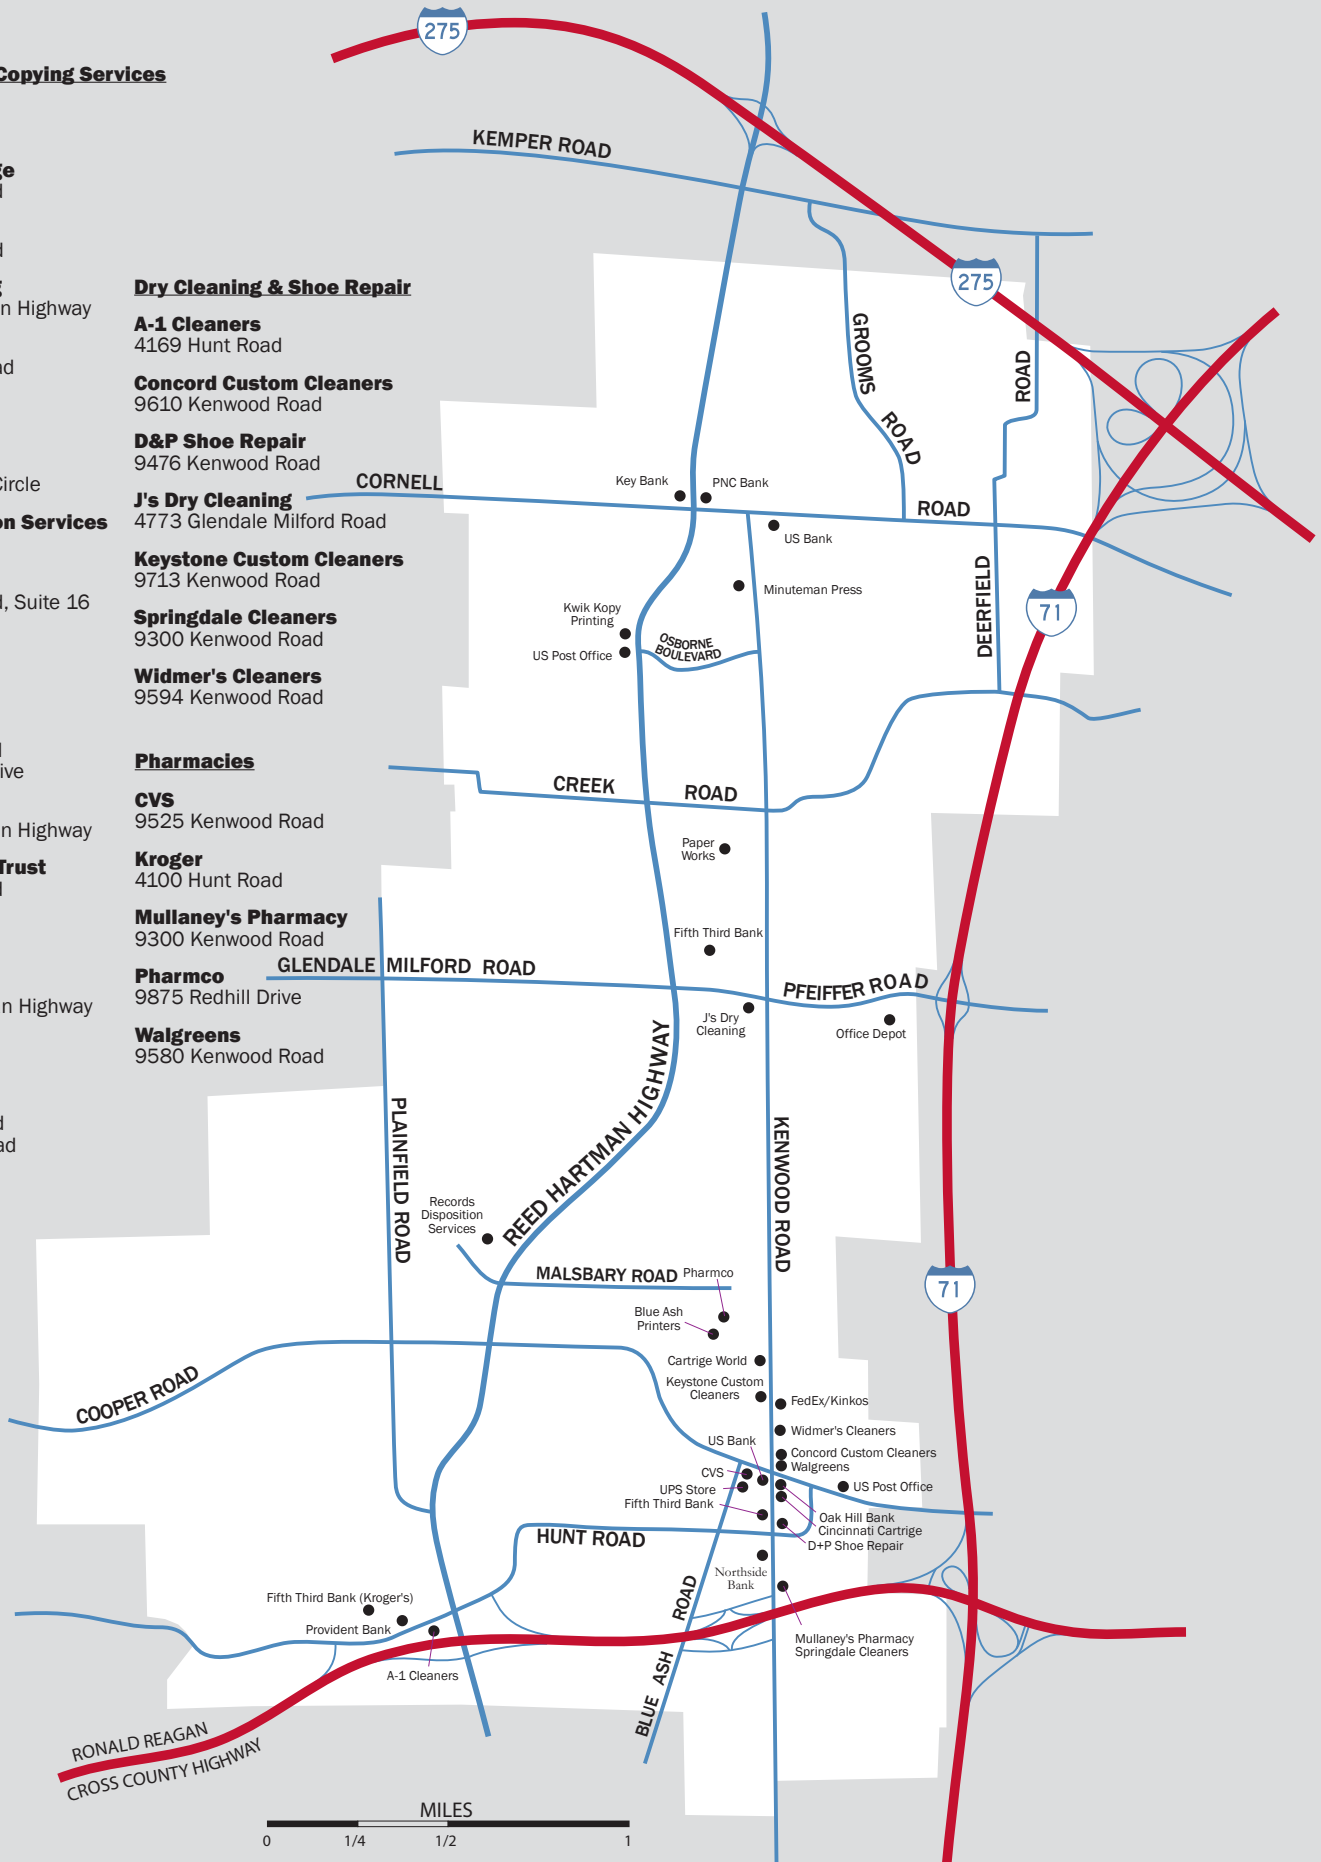 Copying Services
ge
d
d
g
n Highway
ad
Circle
on Services
d, Suite 16
d
ive
n Highway
Trust
d
n Highway
d
ad
Dry Cleaning & Shoe Repair
A-1 Cleaners
4169 Hunt Road
Concord Custom Cleaners
9610 Kenwood Road
D&P Shoe Repair
9476 Kenwood Road
J's Dry Cleaning
4773 Glendale Milford Road
Keystone Custom Cleaners
9713 Kenwood Road
Springdale Cleaners
9300 Kenwood Road
Widmer's Cleaners
9594 Kenwood Road
Pharmacies
CVS
9525 Kenwood Road
Kroger
4100 Hunt Road
Mullaney's Pharmacy
9300 Kenwood Road
Pharmco
9875 Redhill Drive
Walgreens
9580 Kenwood Road
275
KEMPER ROAD
275
GROOMS ROAD
ROAD
CORNELL
ROAD
Key Bank
PNC Bank
US Bank
Minuteman Press
DEERFIELD
71
Kwik Kopy
Printing
US Post Office
OSBORNE
BOULEVARD
CREEK ROAD
Paper
Works
Fifth Third Bank
GLENDALE MILFORD ROAD
PFEIFFER ROAD
J's Dry
Cleaning
Office Depot
PLAINFIELD ROAD
REED HARTMAN HIGHWAY
KENWOOD ROAD
Records
Disposition
Services
MALSBARY ROAD
Pharmco
71
Blue Ash
Printers
Cartrige World
Keystone Custom
Cleaners
COOPER ROAD
FedEx/Kinkos
Widmer's Cleaners
US Bank
Concord Custom Cleaners
Walgreens
CVS
UPS Store
US Post Office
Fifth Third Bank
Oak Hill Bank
Cincinnati Cartrige
D+P Shoe Repair
HUNT ROAD
Northside
Bank
Fifth Third Bank (Kroger's)
Provident Bank
A-1 Cleaners
BLUE ASH ROAD
Mullaney's Pharmacy
Springdale Cleaners
RONALD REAGAN
CROSS COUNTY HIGHWAY
MILES
0 1/4 1/2 1